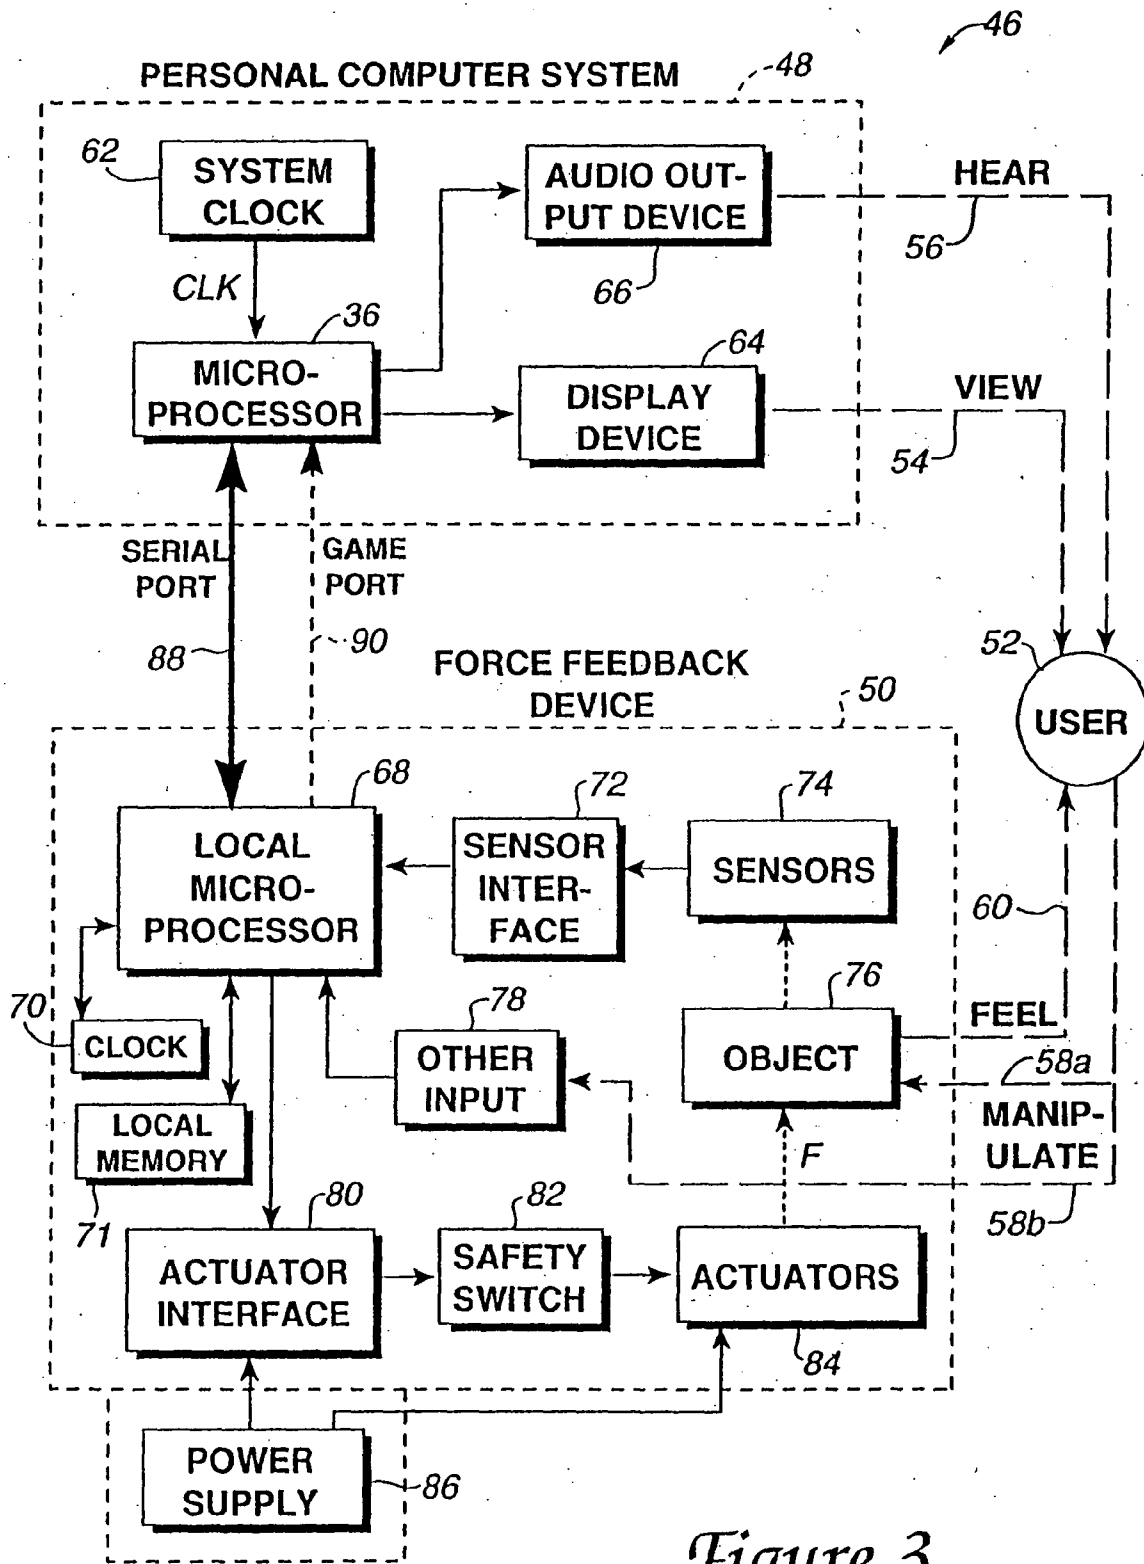 46
PERSONAL COMPUTER SYSTEM
48
62
SYSTEM
CLOCK
AUDIO OUT-
PUT DEVICE
66
HEAR
56
CLK
36
MICRO-
PROCESSOR
64
DISPLAY
DEVICE
VIEW
54
SERIAL
PORT
GAME
PORT
88
90
FORCE FEEDBACK
DEVICE
50
52
USER
68
LOCAL
MICRO-
PROCESSOR
72
SENSOR
INTER-
FACE
74
SENSORS
60
70
CLOCK
78
OTHER
INPUT
76
OBJECT
FEEL
58a
MANIP-
ULATE
58b
LOCAL
MEMORY
71
F
80
ACTUATOR
INTERFACE
82
SAFETY
SWITCH
ACTUATORS
84
POWER
SUPPLY
86
Figure 3